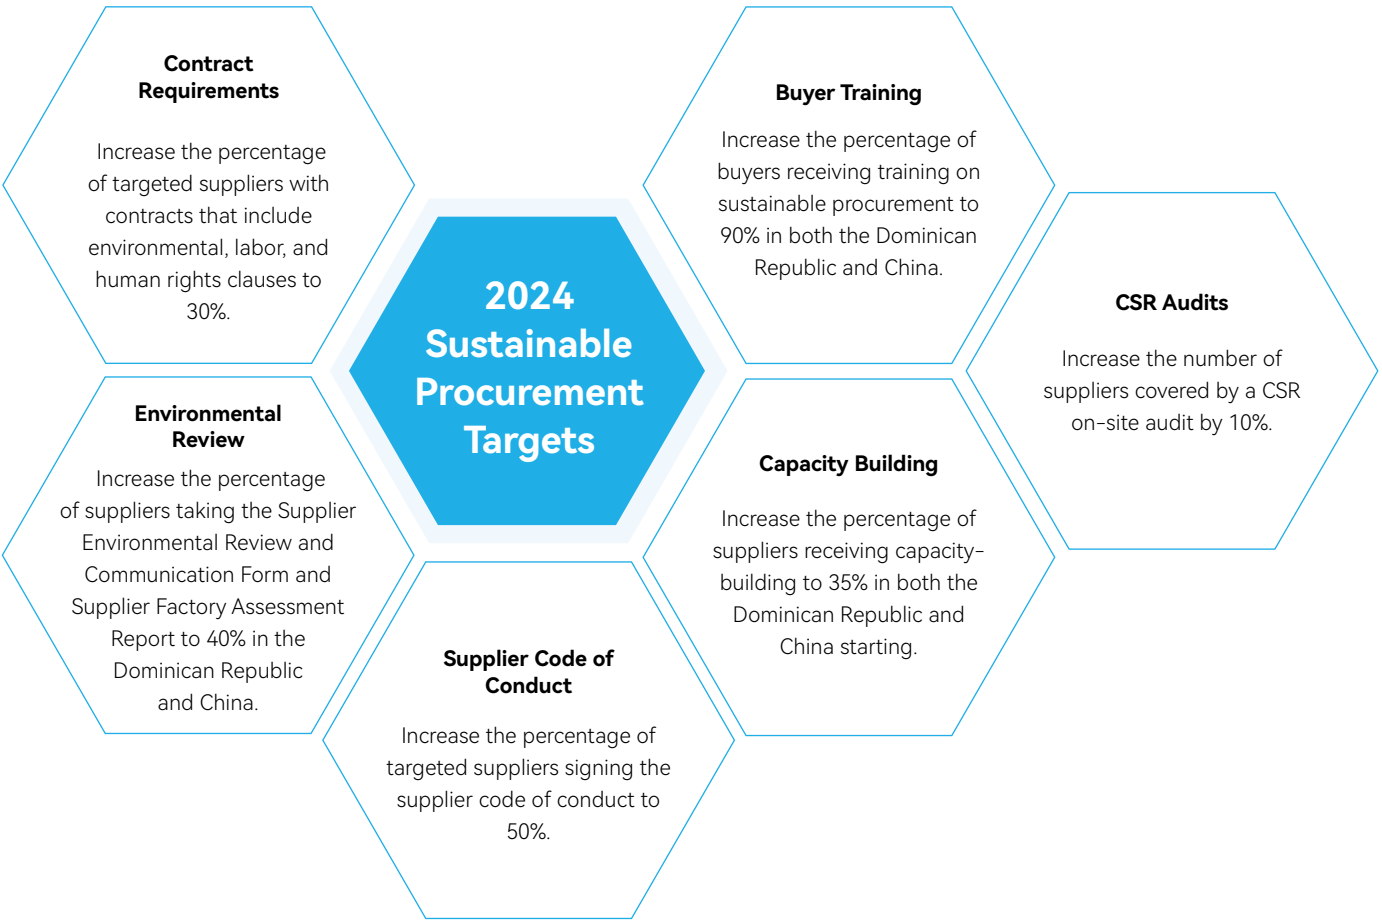 Contract
Requirements
Increase the percentage
of targeted suppliers with
contracts that include
environmental, labor, and
human rights clauses to
30%.
Buyer Training
Increase the percentage of
buyers receiving training on
sustainable procurement to
90% in both the Dominican
Republic and China.
2024
Sustainable
Procurement
Targets
CSR Audits
Increase the number of
suppliers covered by a CSR
on-site audit by 10%.
Environmental
Review
Increase the percentage
of suppliers taking the Supplier
Environmental Review and
Communication Form and
Supplier Factory Assessment
Report to 40% in the
Dominican Republic
and China.
Capacity Building
Increase the percentage of
suppliers receiving capacity-
building to 35% in both the
Dominican Republic and
China starting.
Supplier Code of
Conduct
Increase the percentage of
targeted suppliers signing the
supplier code of conduct to
50%.